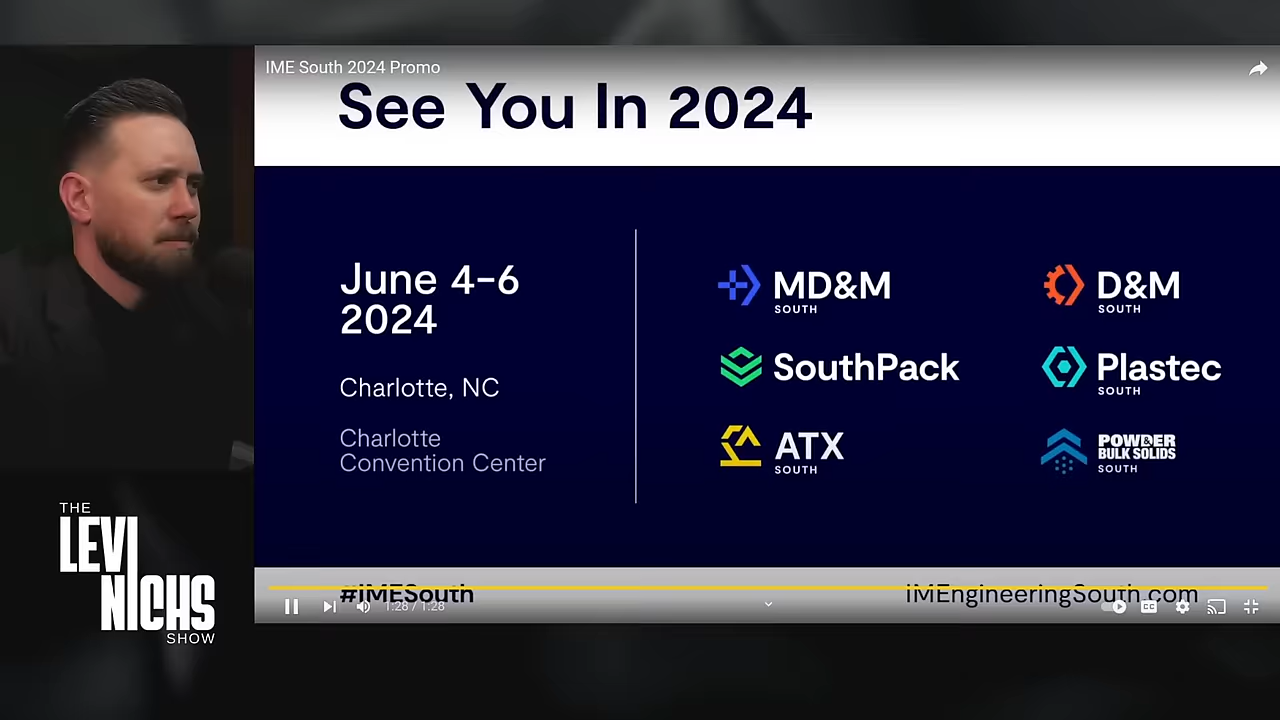 IME South 2024 Promo
See You In 2024
June 4–6
2024
Charlotte, NC
Charlotte
Convention Center
MD&M
SOUTH
D&M
SOUTH
SouthPack
Plastec
SOUTH
ATX
SOUTH
POWDER
&
BULK SOLIDS
SOUTH
#IMESouth
IMEngineeringSouth.com
1:28 / 1:28
CC
THE
LEVI
NICHS
SHOW